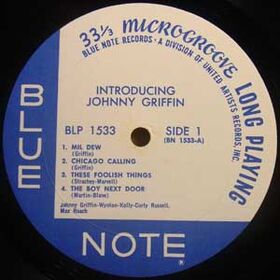 33⅓ MICROGROOVE LONG PLAYING
BLUE NOTE RECORDS • A DIVISION OF UNITED ARTISTS RECORDS, INC.
INTRODUCING
JOHNNY GRIFFIN
BLP 1533 SIDE 1
(BN 1533-A)
1. MIL DEW
(Griffin)
2. CHICAGO CALLING
(Griffin)
3. THESE FOOLISH THINGS
(Strachey-Marvell)
4. THE BOY NEXT DOOR
(Martin-Blane)
Johnny Griffin-Wynton-Kelly-Curly Russell,
Max Roach
BLUE
NOTE